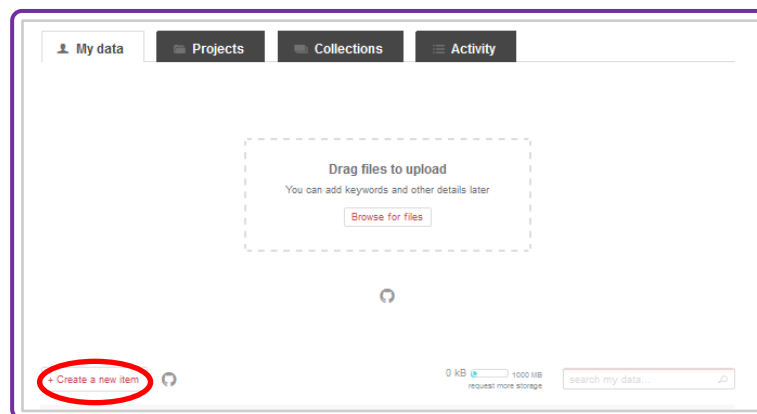 My data
Projects
Collections
Activity
Drag files to upload
You can add keywords and other details later
Browse for files
+ Create a new item
0 kB
1000 MB
request more storage
search my data...